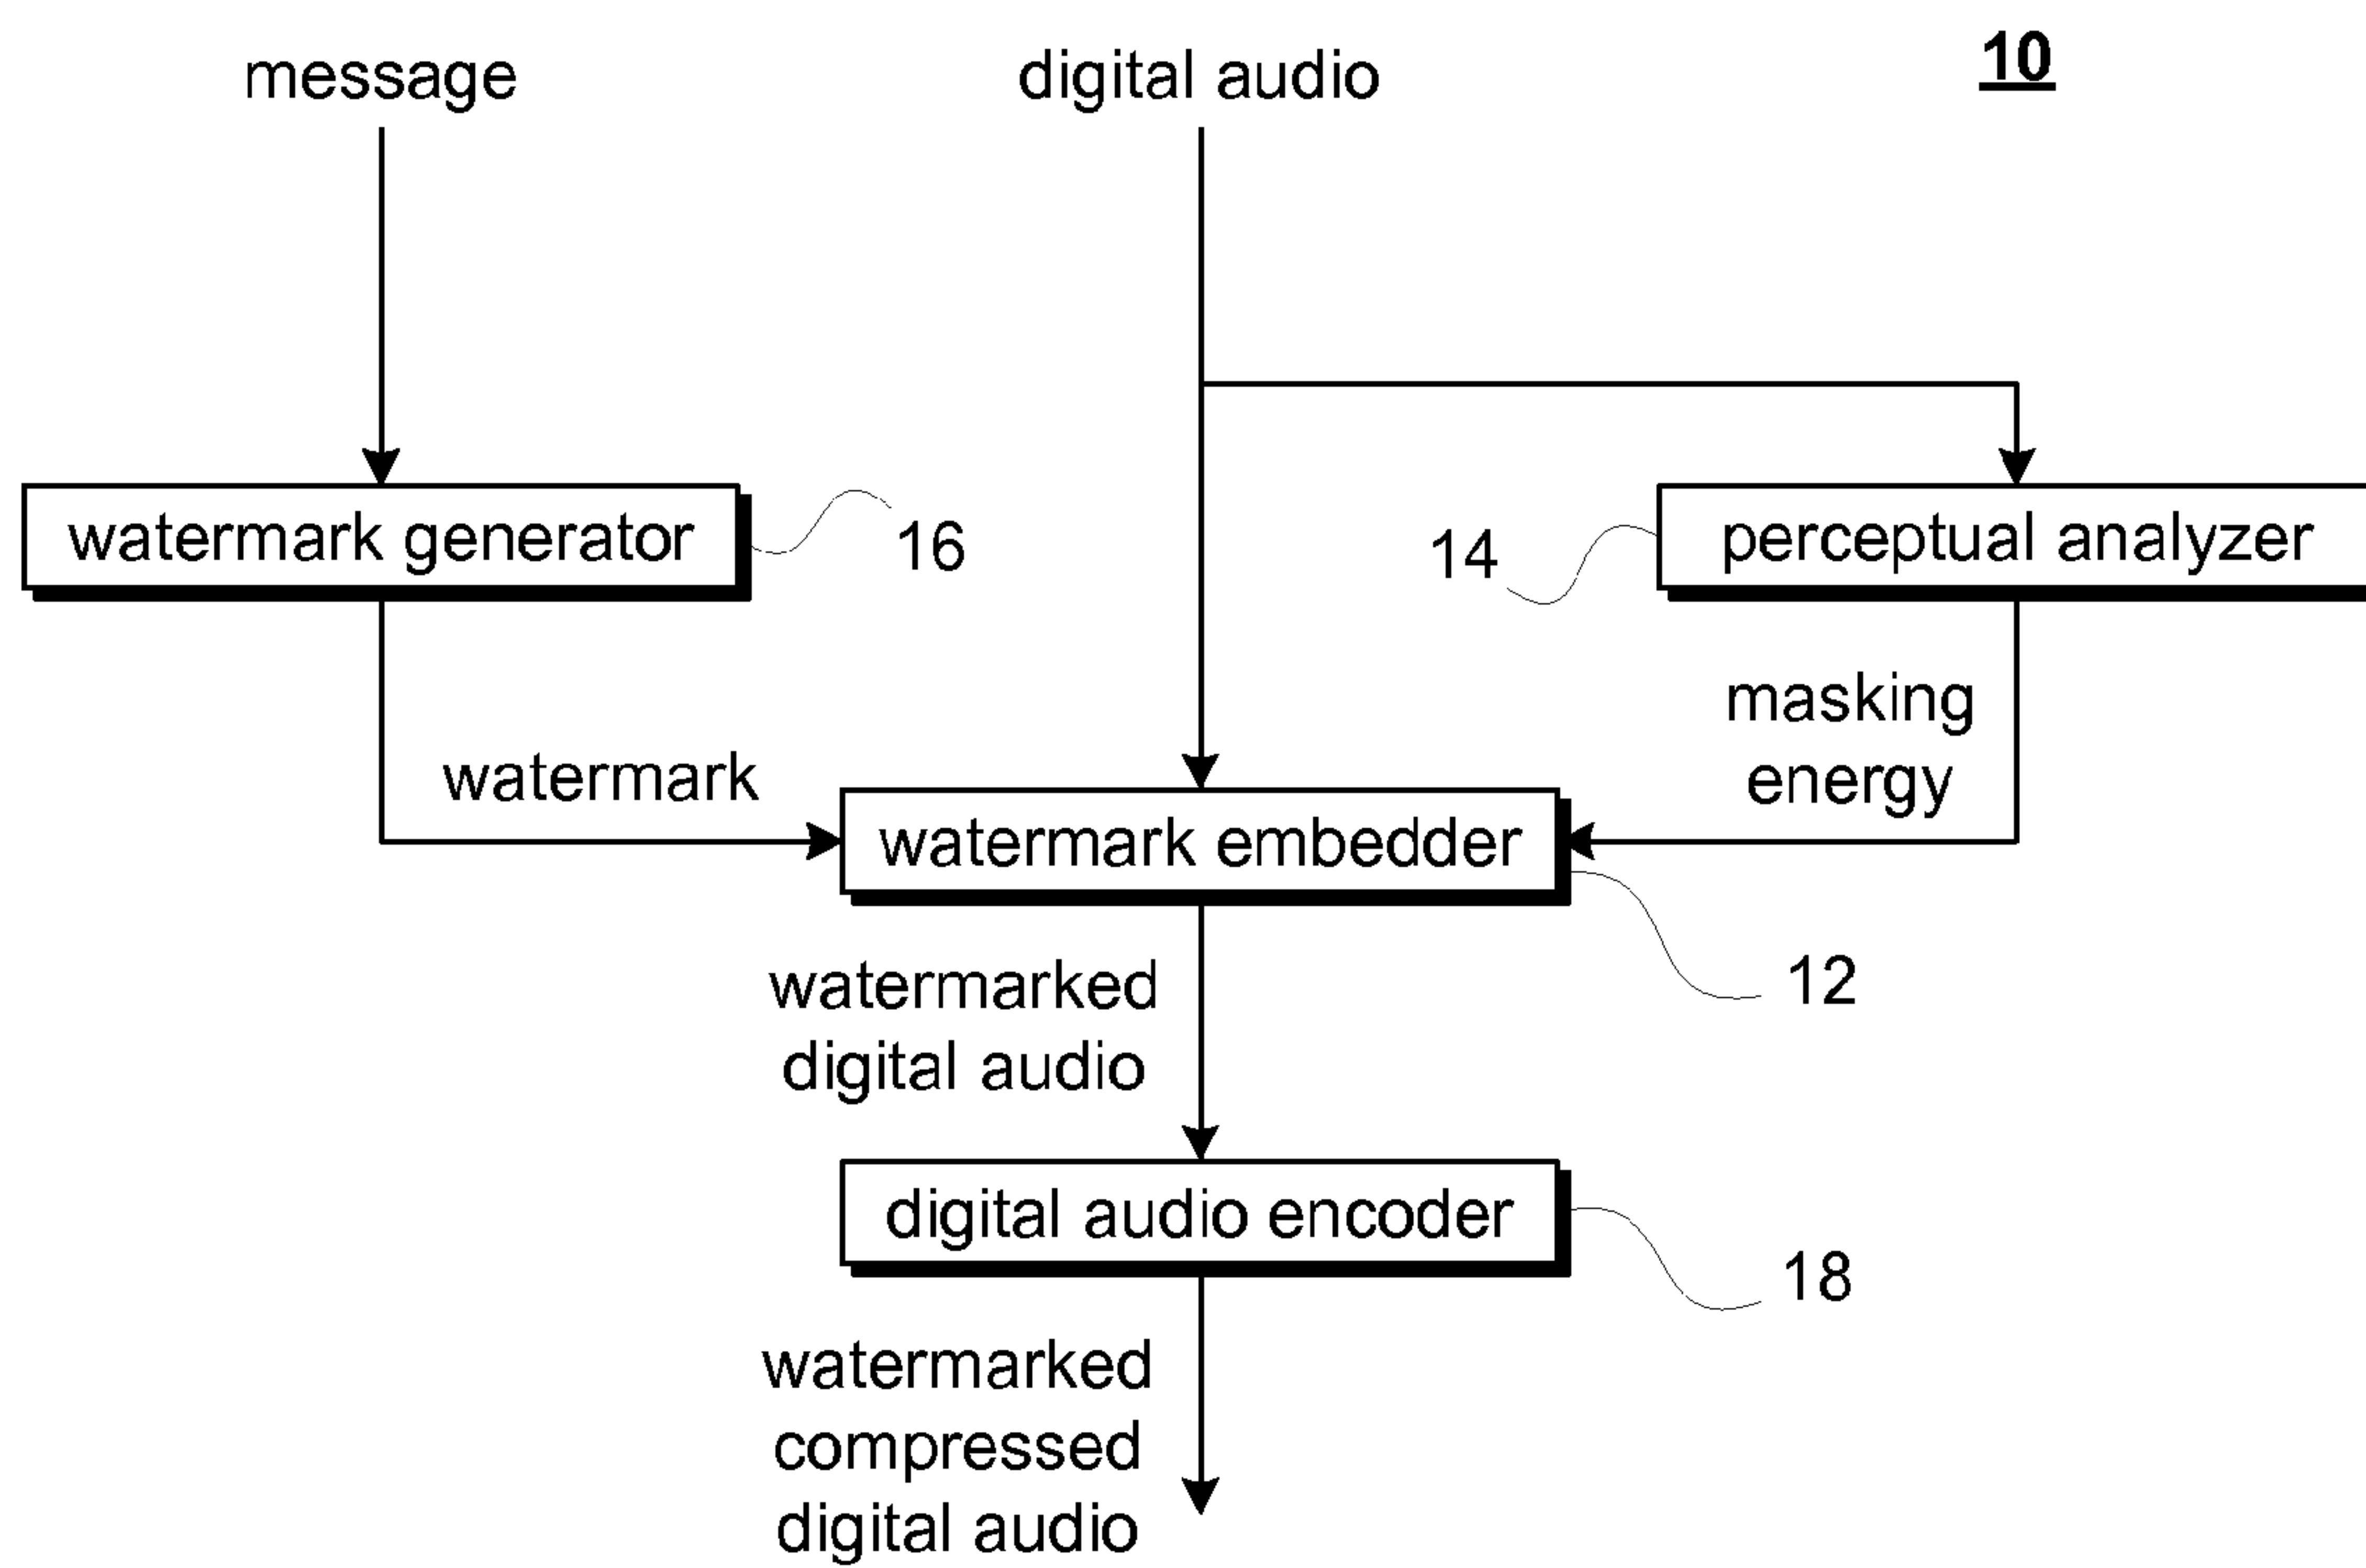 message
digital audio
10
watermark generator
16
14
perceptual analyzer
masking
energy
watermark
watermark embedder
12
watermarked
digital audio
digital audio encoder
18
watermarked
compressed
digital audio